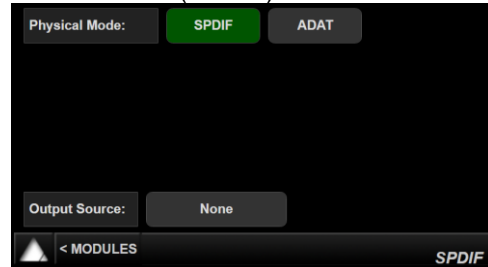 Physical Mode: SPDIF ADAT
Output Source: None
< MODULES
SPDIF